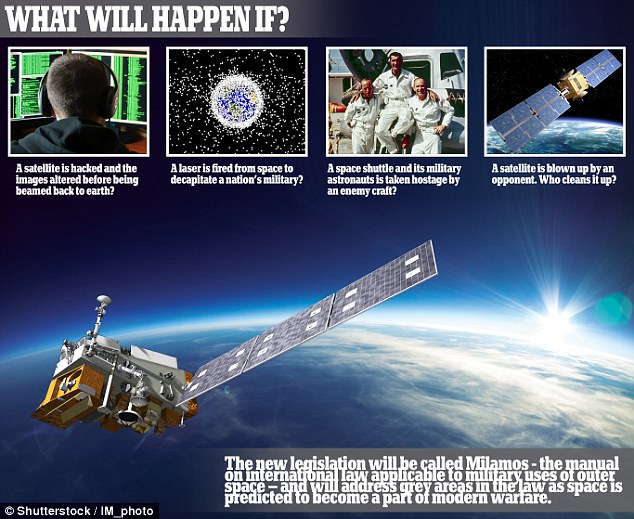 WHAT WILL HAPPEN IF?
A satellite is hacked and the
images altered before being
beamed back to earth?
A laser is fired from space to
decapitate a nation's military?
A space shuttle and its military
astronauts is taken hostage by
an enemy craft?
A satellite is blown up by an
opponent. Who cleans it up?
The new legislation will be called Milamos - the manual
on international law applicable to military uses of outer
space – and will address grey areas in the law as space is
predicted to become a part of modern warfare.
© Shutterstock / IM_photo